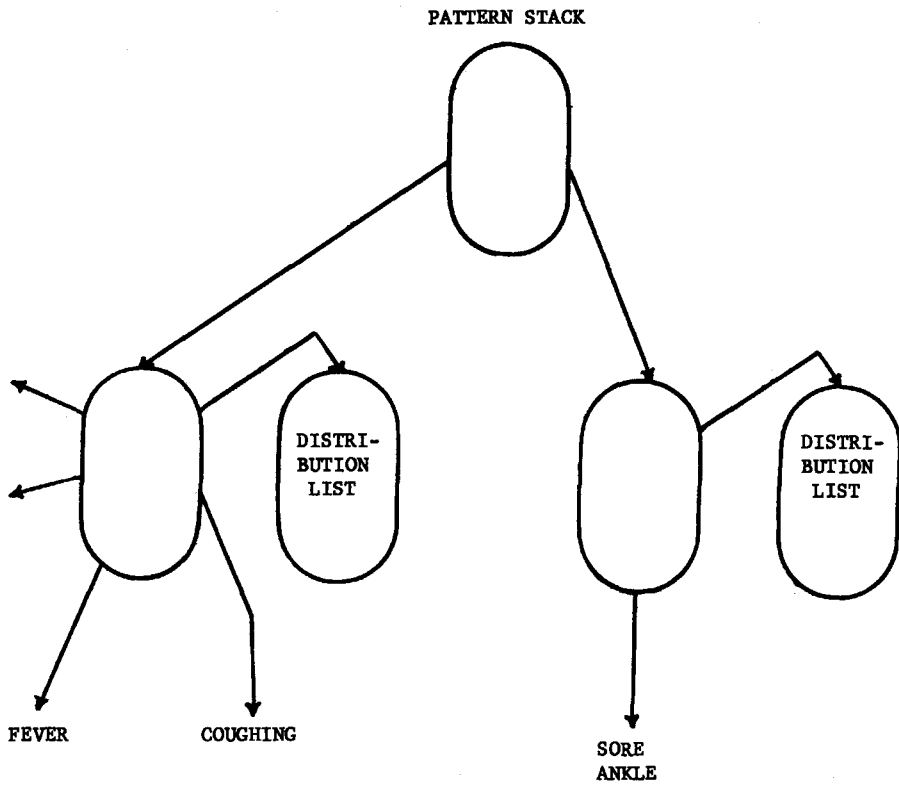 PATTERN STACK
DISTRI-
BUTION
LIST
DISTRI-
BUTION
LIST
FEVER
COUGHING
SORE
ANKLE